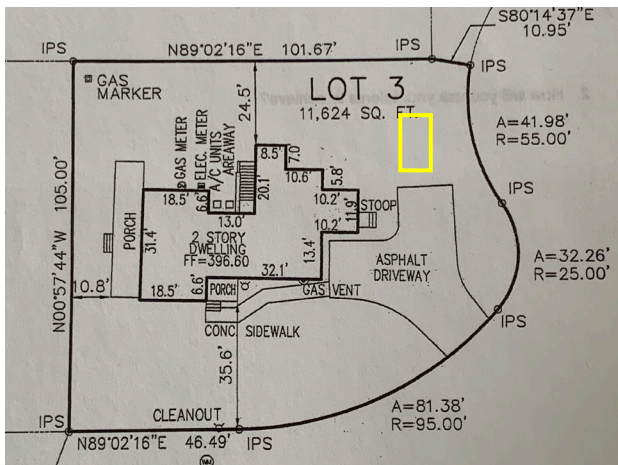 S80°14'37"E
10.95'
IPS
N89°02'16"E 101.67'
IPS
IPS
GAS
MARKER
24.5'
LOT 3
11,624 SQ. FT.
A=41.98'
R=55.00'
GAS METER
ELEC. METER
A/C UNITS
AREAWAY
8.5'
7.0'
10.6'
5.8'
20.1'
18.5'
6.6'
13.0'
10.2'
11.9'
STOOP
IPS
N00°57'44"W 105.00'
PORCH
31.4'
2 STORY
DWELLING
FF=396.60
10.2'
13.4'
ASPHALT
DRIVEWAY
A=32.26'
R=25.00'
10.8'
32.1'
18.5'
6.6'
PORCH
GAS VENT
IPS
CONC. SIDEWALK
35.6'
A=81.38'
R=95.00'
CLEANOUT
IPS
N89°02'16"E 46.49'
IPS